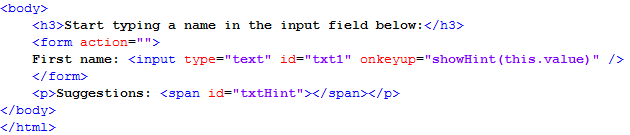 <body>
<h3>Start typing a name in the input field below:</h3>
<form action="">
First name: <input type="text" id="txt1" onkeyup="showHint(this.value)" />
</form>
<p>Suggestions: <span id="txtHint"></span></p>
</body>
</html>